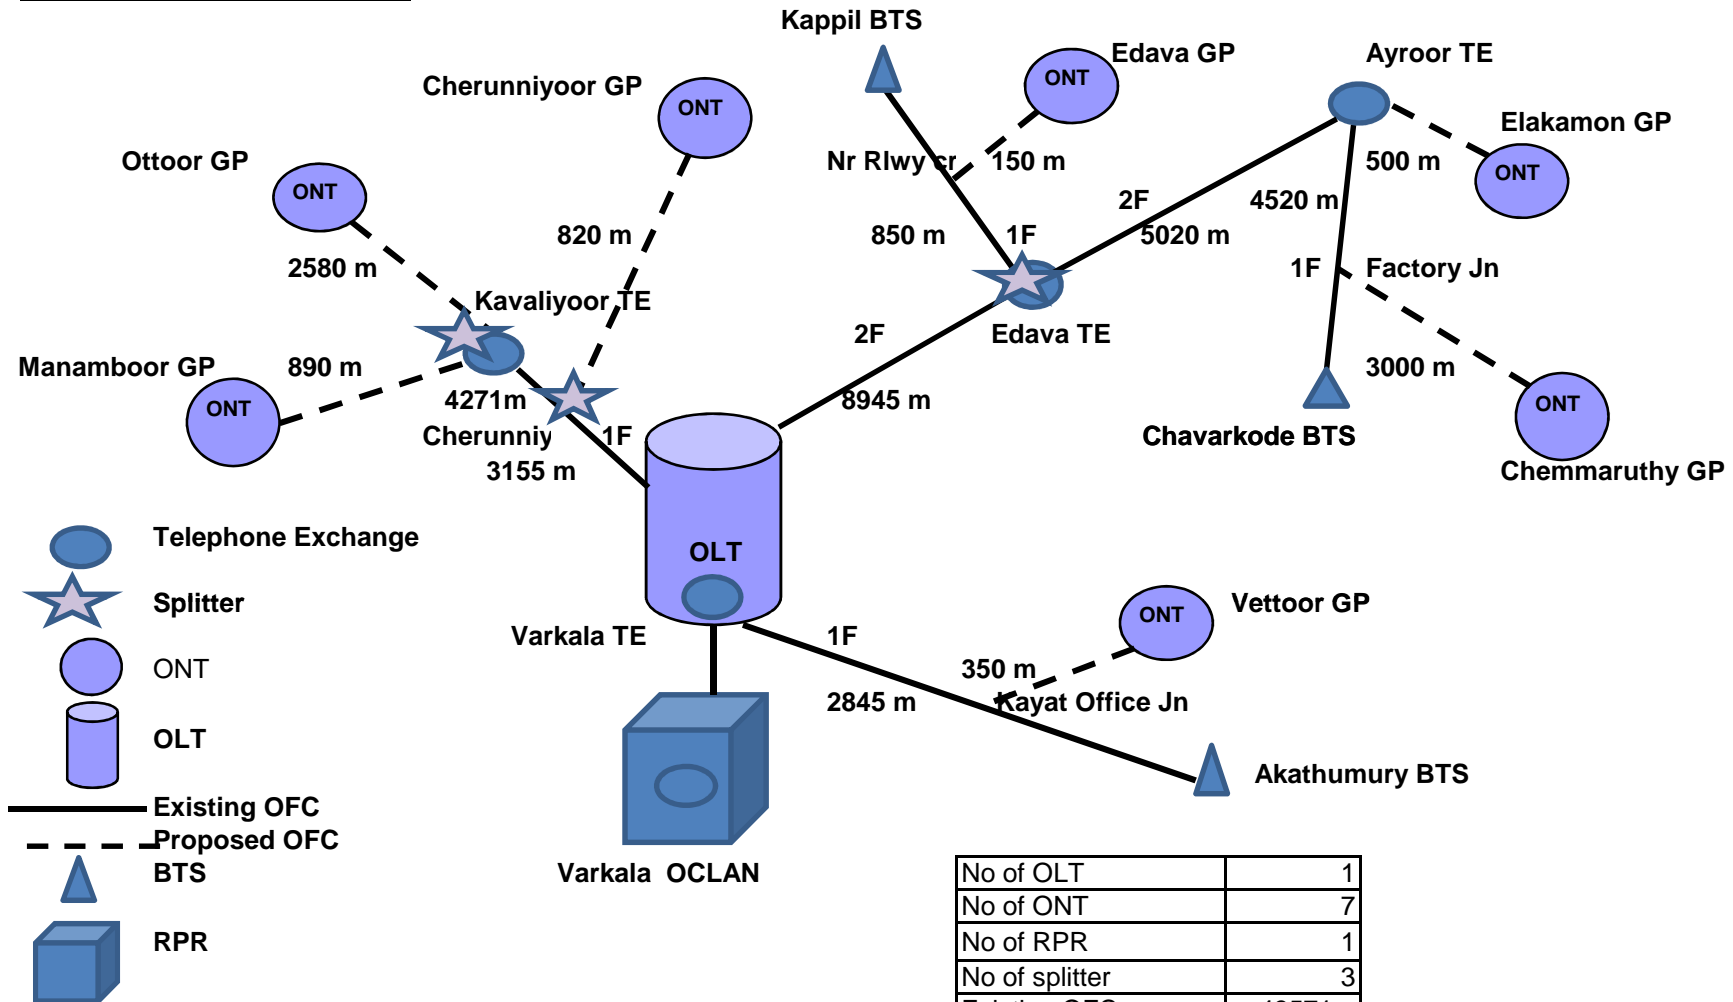 Kappil BTS
Edava GP
Ayroor TE
Cherunniyoor GP
ONT
ONT
Elakamon GP
Ottoor GP
Nr Rlwy cr
150 m
500 m
ONT
ONT
2F
4520 m
820 m
850 m
1F
5020 m
2580 m
1F
Factory Jn
Kavaliyoor TE
2F
Edava TE
Manamboor GP
890 m
3000 m
ONT
4271m
8945 m
ONT
Cherunniy
1F
Chavarkode BTS
3155 m
Chemmaruthy GP
Telephone Exchange
OLT
Splitter
ONT
Vettoor GP
Varkala TE
1F
ONT
350 m
2845 m
Kayat Office Jn
OLT
Akathumury BTS
Existing OFC
Proposed OFC
BTS
Varkala OCLAN
No of OLT 1
No of ONT 7
RPR
No of RPR 1
No of splitter 3